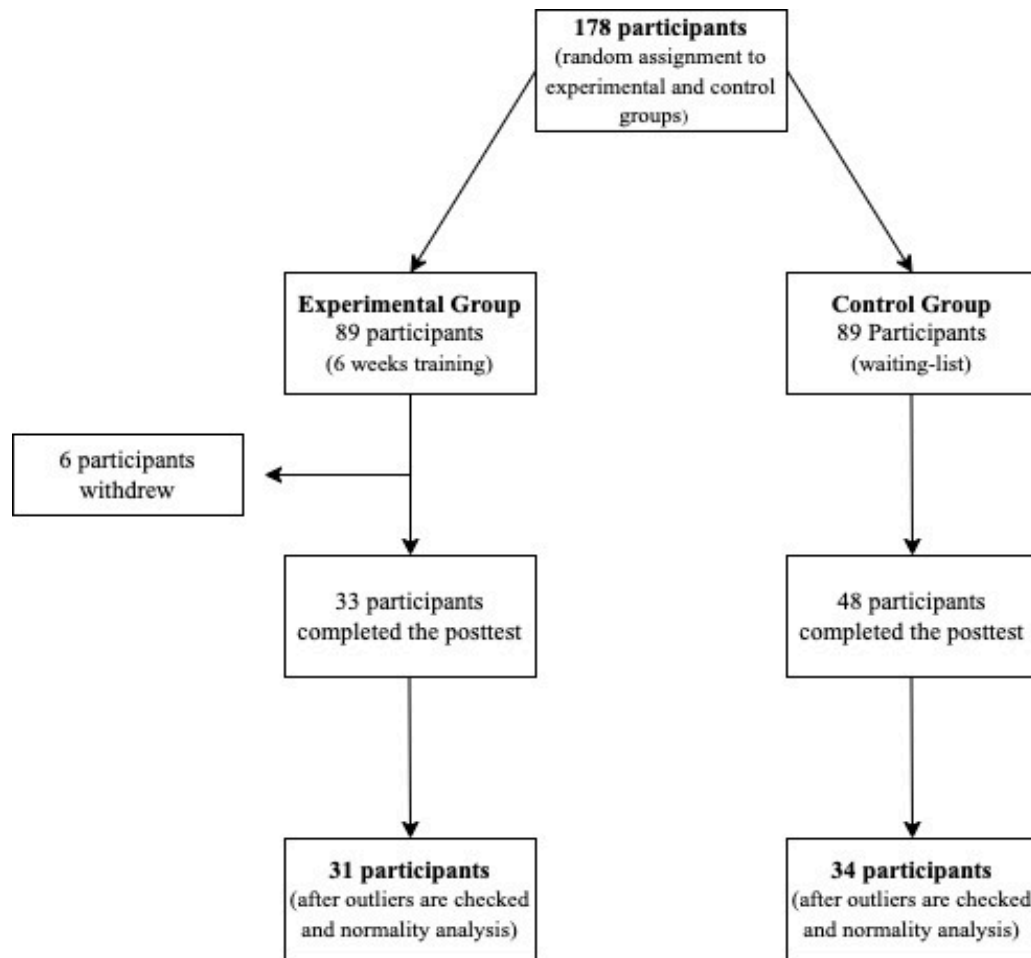 178 participants
(random assignment to
experimental and control
groups)
Experimental Group
89 participants
(6 weeks training)
Control Group
89 Participants
(waiting-list)
6 participants
withdrew
33 participants
completed the posttest
48 participants
completed the posttest
31 participants
(after outliers are checked
and normality analysis)
34 participants
(after outliers are checked
and normality analysis)